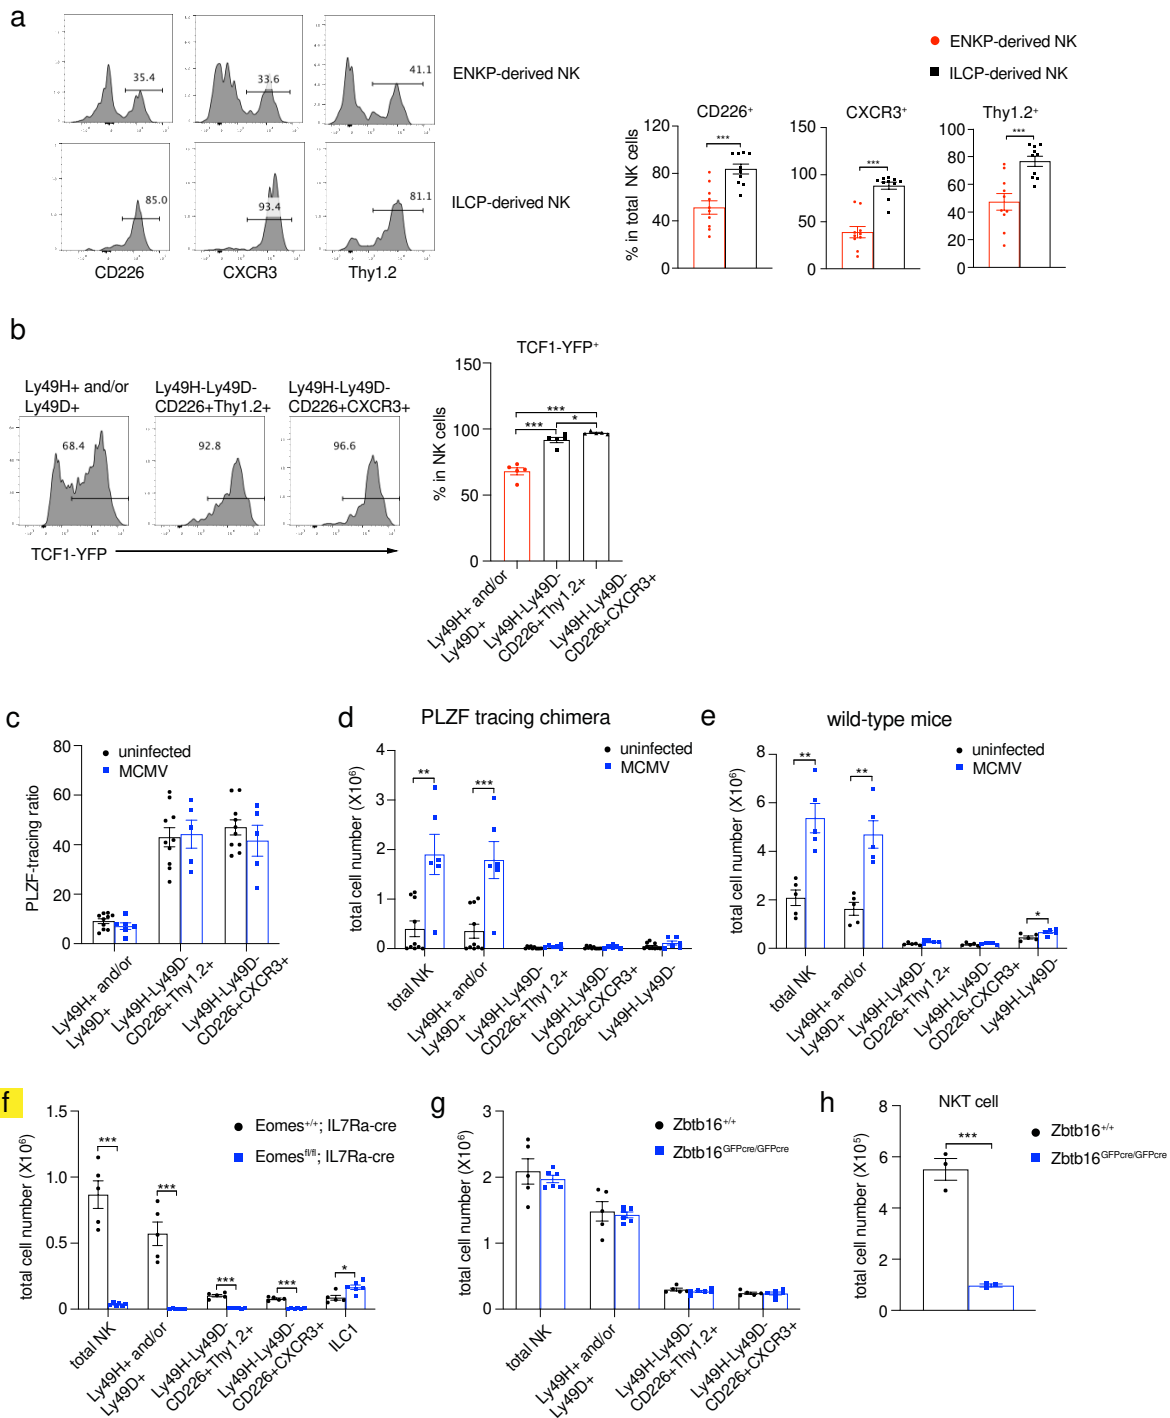 a
35.4
33.6
41.1
ENKP-derived NK
85.0
93.4
81.1
ILCP-derived NK
CD226
CXCR3
Thy1.2
ENKP-derived NK
ILCP-derived NK
CD226⁺
CXCR3⁺
Thy1.2⁺
% in total NK cells
120
80
40
0
***
150
100
50
0
***
100
80
60
40
20
0
***
b
Ly49H+ and/or
Ly49D+
Ly49H-Ly49D-
CD226+Thy1.2+
Ly49H-Ly49D-
CD226+CXCR3+
68.4
92.8
96.6
TCF1-YFP
TCF1-YFP⁺
% in NK cells
150
100
50
0
***
***
*
Ly49H+ and/or
Ly49D+
Ly49H-Ly49D-
CD226+Thy1.2+
Ly49H-Ly49D-
CD226+CXCR3+
c
PLZF-tracing ratio
80
60
40
20
0
uninfected
MCMV
Ly49H+ and/or
Ly49D+
Ly49H-Ly49D-
CD226+Thy1.2+
Ly49H-Ly49D-
CD226+CXCR3+
d
PLZF tracing chimera
total cell number (X10⁶)
4
3
2
1
0
uninfected
MCMV
**
***
total NK
Ly49H+ and/or
Ly49D+
Ly49H-Ly49D-
CD226+Thy1.2+
Ly49H-Ly49D-
CD226+CXCR3+
Ly49H-Ly49D-
e
wild-type mice
total cell number (X10⁶)
8
6
4
2
0
uninfected
MCMV
**
**
*
total NK
Ly49H+ and/or
Ly49D+
Ly49H-Ly49D-
CD226+Thy1.2+
Ly49H-Ly49D-
CD226+CXCR3+
Ly49H-Ly49D-
f
total cell number (X10⁶)
1.5
1.0
0.5
0
Eomes⁺/⁺; IL7Ra-cre
Eomesfl/fl; IL7Ra-cre
***
***
***
***
*
total NK
Ly49H+ and/or
Ly49D+
Ly49H-Ly49D-
CD226+Thy1.2+
Ly49H-Ly49D-
CD226+CXCR3+
ILC1
g
total cell number (X10⁶)
3
2
1
0
Zbtb16⁺/⁺
Zbtb16GFPcre/GFPcre
total NK
Ly49H+ and/or
Ly49D+
Ly49H-Ly49D-
CD226+Thy1.2+
Ly49H-Ly49D-
CD226+CXCR3+
h
NKT cell
total cell number (X10⁵)
8
6
4
2
0
***
Zbtb16⁺/⁺
Zbtb16GFPcre/GFPcre